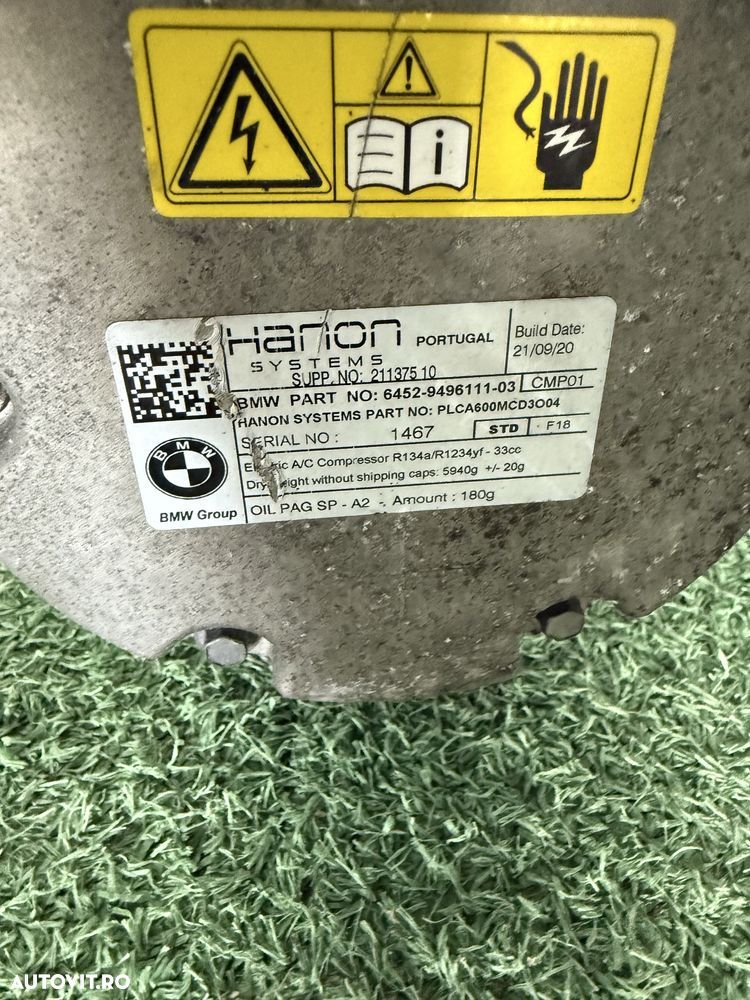 i
Hanon PORTUGAL
SYSTEMS
Build Date:
21/09/20
SUPP. NO: 211375 10
BMW PART NO: 6452-9496111-03 CMP01
HANON SYSTEMS PART NO: PLCA600MCD3O04
SERIAL NO : 1467 STD F18
A/C Compressor R134a/R1234yf - 33cc
without shipping caps: 5940g +/- 20g
OIL PAG SP - A2 - Amount : 180g
BMW
BMW Group
AUTOVIT.RO